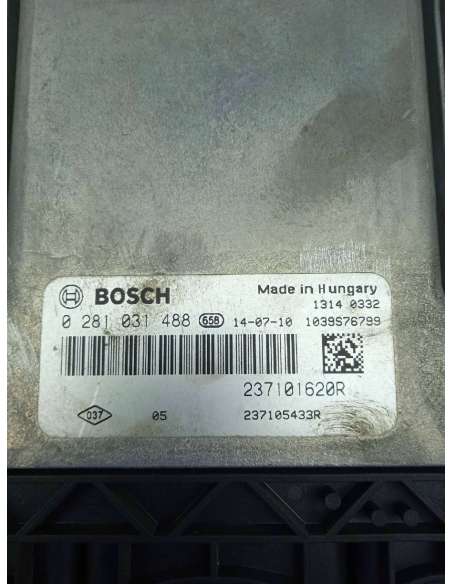 BOSCH Made in Hungary
1314 0332
0 281 031 488 658 14-07-10 1039S76799
237101620R
037 05 237105433R